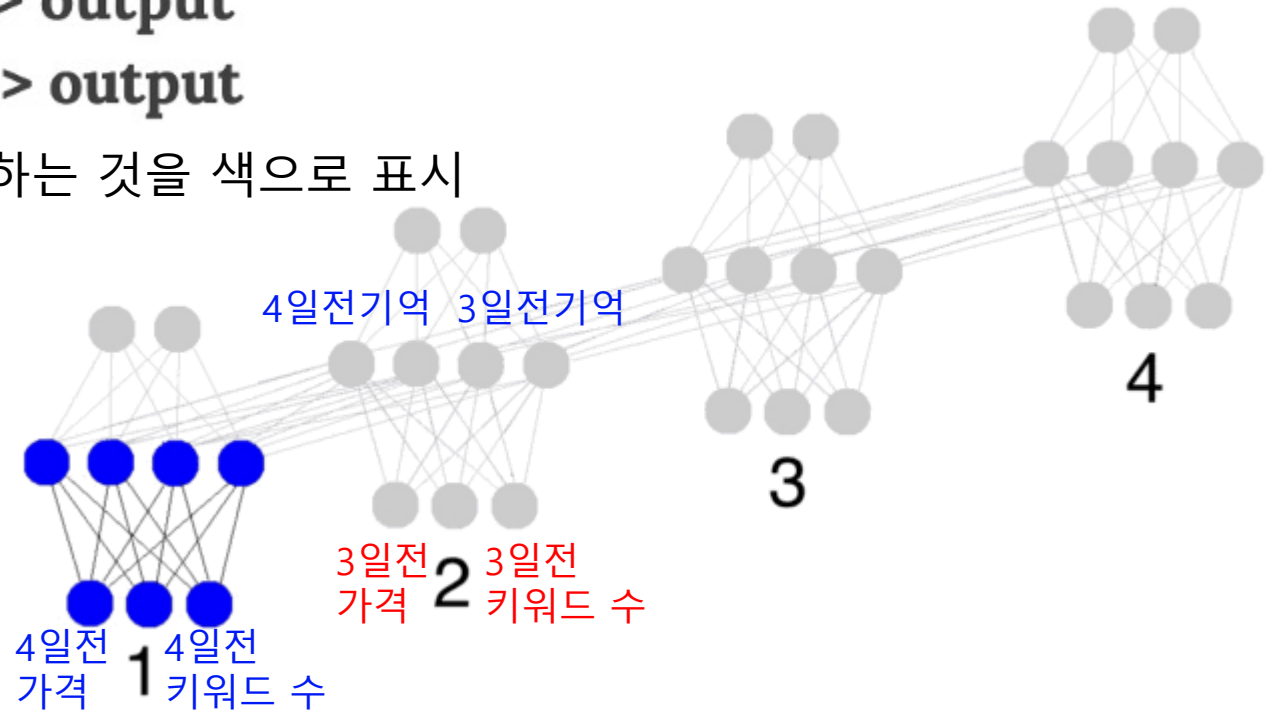 > output
> output
하는 것을 색으로 표시
4일전기억 3일전기억
4
3
3일전
가격
2
3일전
키워드 수
4일전
가격
1
4일전
키워드 수